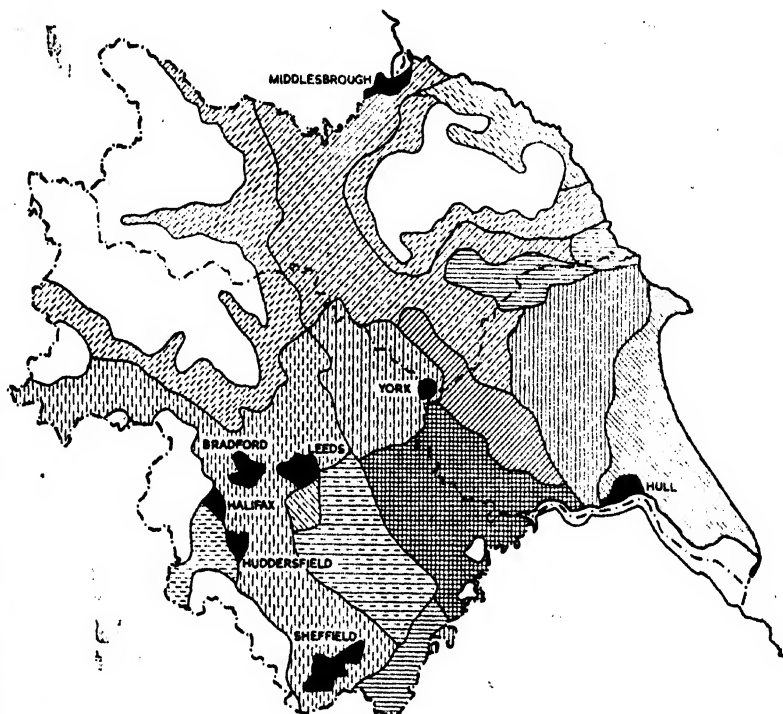 MIDDLESBROUGH
YORK
BRADFORD
LEEDS
HALIFAX
HULL
HUDDERSFIELD
SHEFFIELD